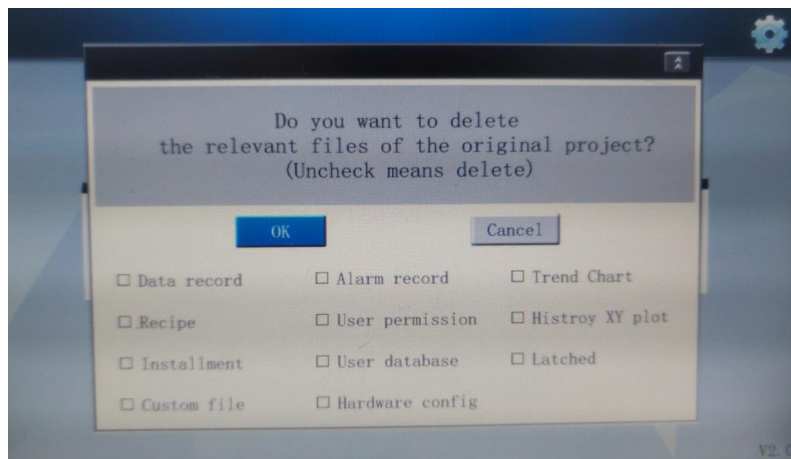 Do you want to delete
the relevant files of the original project?
(Uncheck means delete)
OK Cancel
Data record Alarm record Trend Chart
Recipe User permission Histroy XY plot
Installment User database Latched
Custom file Hardware config